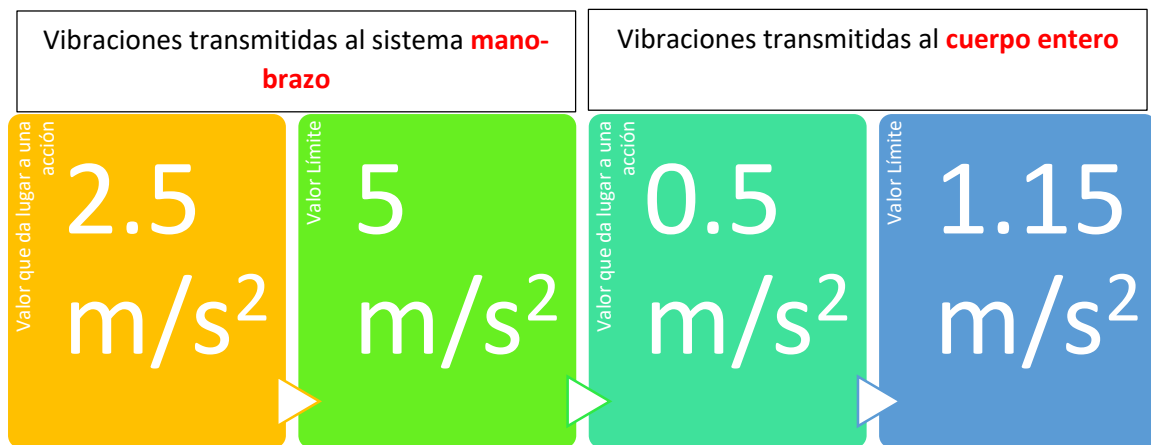 Vibraciones transmitidas al sistema mano-
brazo
Vibraciones transmitidas al cuerpo entero
Valor que da lugar a una
acción
2.5
m/s²
Valor Límite
5
m/s²
Valor que da lugar a una
acción
0.5
m/s²
Valor Límite
1.15
m/s²